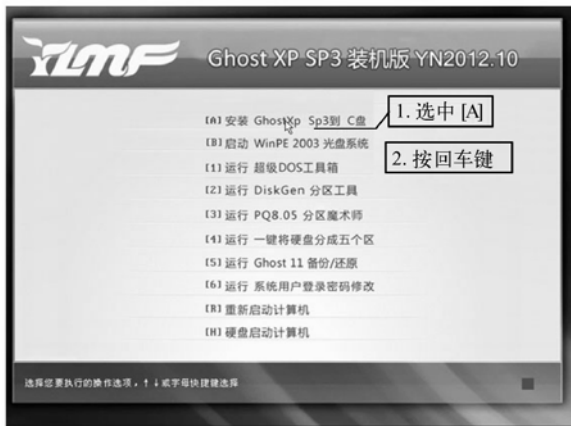 YLMF Ghost XP SP3 装机版 YN2012.10
[A] 安装 GhostXp Sp3到 C盘
1. 选中 [A]
[B] 启动 WinPE 2003 光盘系统
2. 按回车键
[1] 运行 超级DOS工具箱
[2] 运行 DiskGen 分区工具
[3] 运行 PQ8.05 分区魔术师
[4] 运行 一键将硬盘分成五个区
[5] 运行 Ghost 11 备份/还原
[6] 运行 系统用户登录密码修改
[R] 重新启动计算机
[H] 硬盘启动计算机
选择您要执行的操作选项，↑↓或字母快捷键选择